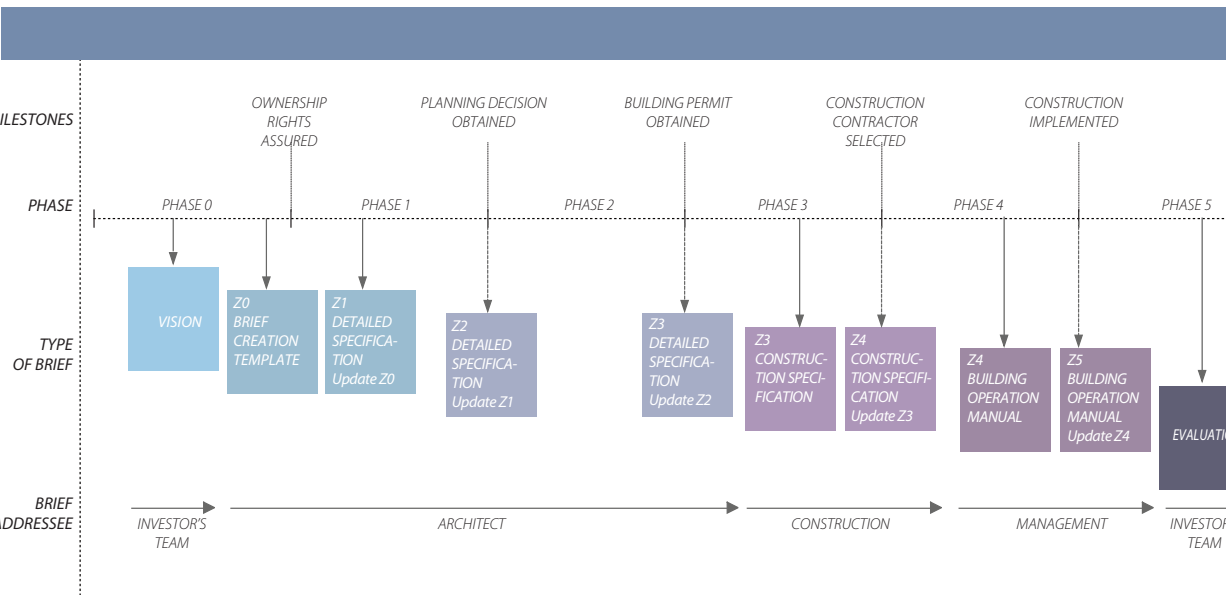 OWNERSHIP
RIGHTS
ASSURED
PLANNING DECISION
OBTAINED
BUILDING PERMIT
OBTAINED
CONSTRUCTION
CONTRACTOR
SELECTED
CONSTRUCTION
IMPLEMENTED
ILESTONES
PHASE
PHASE 0
PHASE 1
PHASE 2
PHASE 3
PHASE 4
PHASE 5
TYPE
OF BRIEF
VISION
Z0
BRIEF
CREATION
TEMPLATE
Z1
DETAILED
SPECIFICA-
TION
Update Z0
Z2
DETAILED
SPECIFICA-
TION
Update Z1
Z3
DETAILED
SPECIFICA-
TION
Update Z2
Z3
CONSTRUC-
TION SPECI-
FICATION
Z4
CONSTRUC-
TION SPECIFI-
CATION
Update Z3
Z4
BUILDING
OPERATION
MANUAL
Z5
BUILDING
OPERATION
MANUAL
Update Z4
EVALUATIO
BRIEF
ADDRESSEE
INVESTOR'S
TEAM
ARCHITECT
CONSTRUCTION
MANAGEMENT
INVESTOR'
TEAM